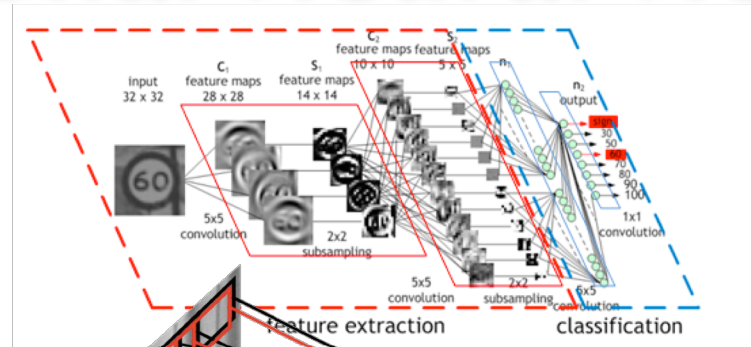 input
32 x 32
C₁
feature maps
28 x 28
S₁
feature maps
14 x 14
C₂
feature maps
10 x 10
S₂
feature maps
5 x 5
n₁
n₂
output
60
sign
30
50
60
70
80
90
100
5x5
convolution
2x2
subsampling
5x5
convolution
2x2
subsampling
5x5
convolution
1x1
convolution
feature extraction
classification